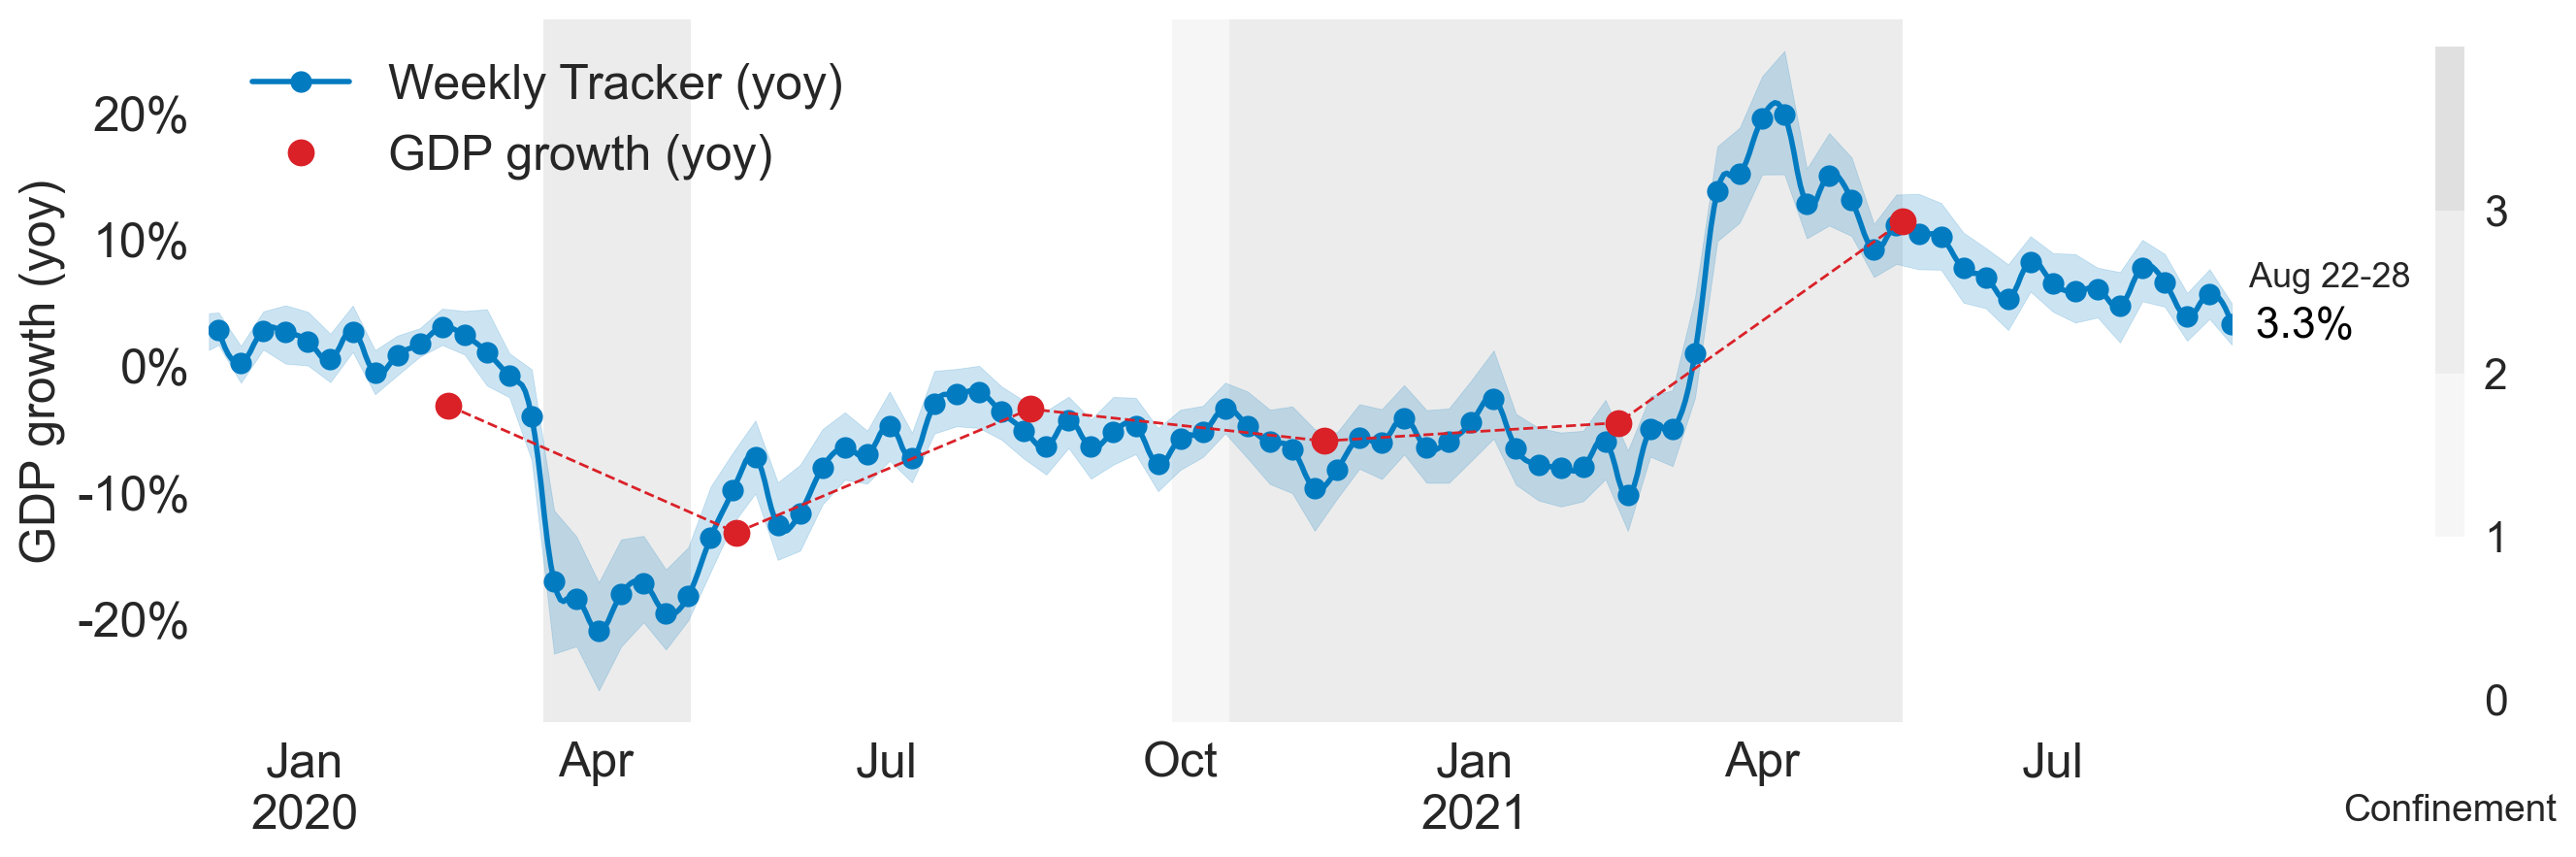 Weekly Tracker (yoy)
GDP growth (yoy)
GDP growth (yoy)
20%
10%
0%
-10%
-20%
Jan
2020
Apr
Jul
Oct
Jan
2021
Apr
Jul
Aug 22-28
3.3%
3
2
1
0
Confinement